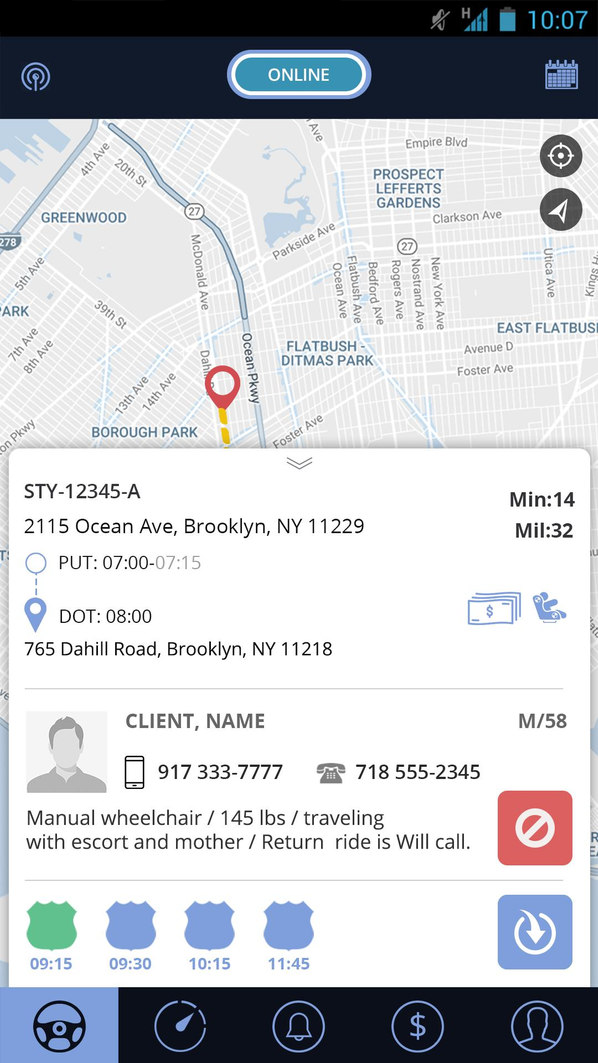 H
10:07
ONLINE
Empire Blvd
4th Ave
20th St
PROSPECT
LEFFERTS
GARDENS
GREENWOOD
27
Clarkson Ave
278
Parkside Ave
27
McDonald Ave
5th Ave
Ocean Ave
Flatbush Ave
Bedford Ave
Rogers Ave
Nostrand Ave
New York Ave
Utica Ave
Kings H
PARK
39th St
7th Ave
8th Ave
EAST FLATBUSH
FLATBUSH -
DITMAS PARK
Avenue D
Foster Ave
Ocean Pkwy
Dahill
13th Ave
14th Ave
BOROUGH PARK
Foster Ave
on Pkwy
STY-12345-A
Min:14
2115 Ocean Ave, Brooklyn, NY 11229
Mil:32
PUT: 07:00-07:15
$
DOT: 08:00
765 Dahill Road, Brooklyn, NY 11218
CLIENT, NAME
M/58
917 333-7777
718 555-2345
Manual wheelchair / 145 lbs / traveling
with escort and mother / Return ride is Will call.
09:15
09:30
10:15
11:45
$